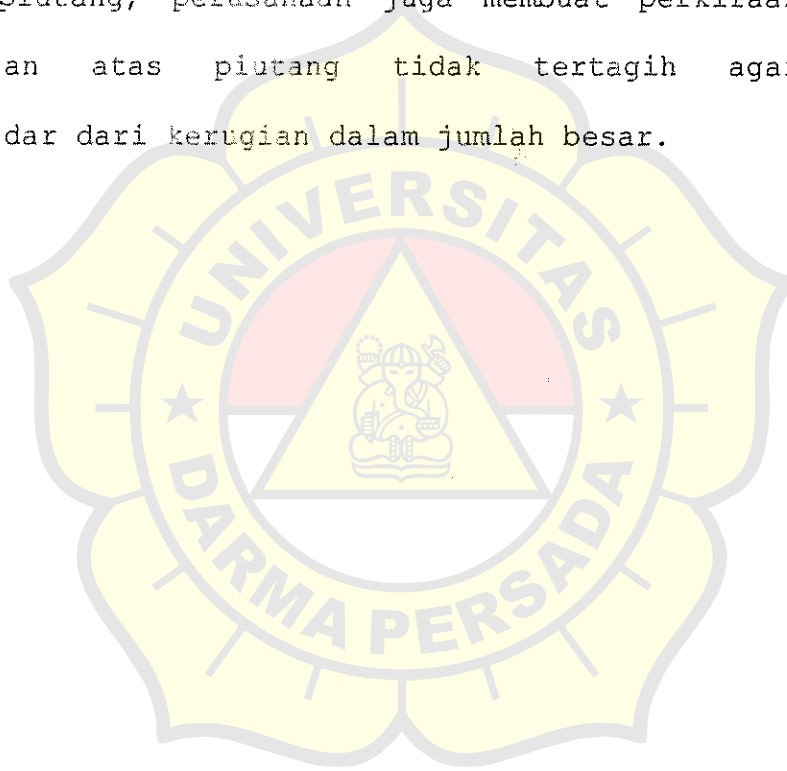 piutang, perusahaan juga membuat perkiraan
an atas piutang tidak tertagih agar
dar dari kerugian dalam jumlah besar.
UNIVERSITAS
DARMA PERSADA